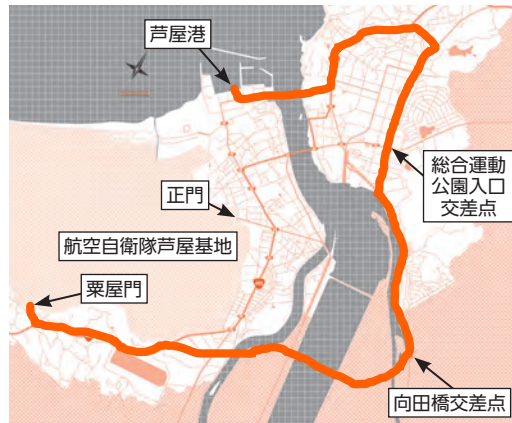 芦屋港
総合運動
公園入口
交差点
正門
航空自衛隊芦屋基地
粟屋門
向田橋交差点